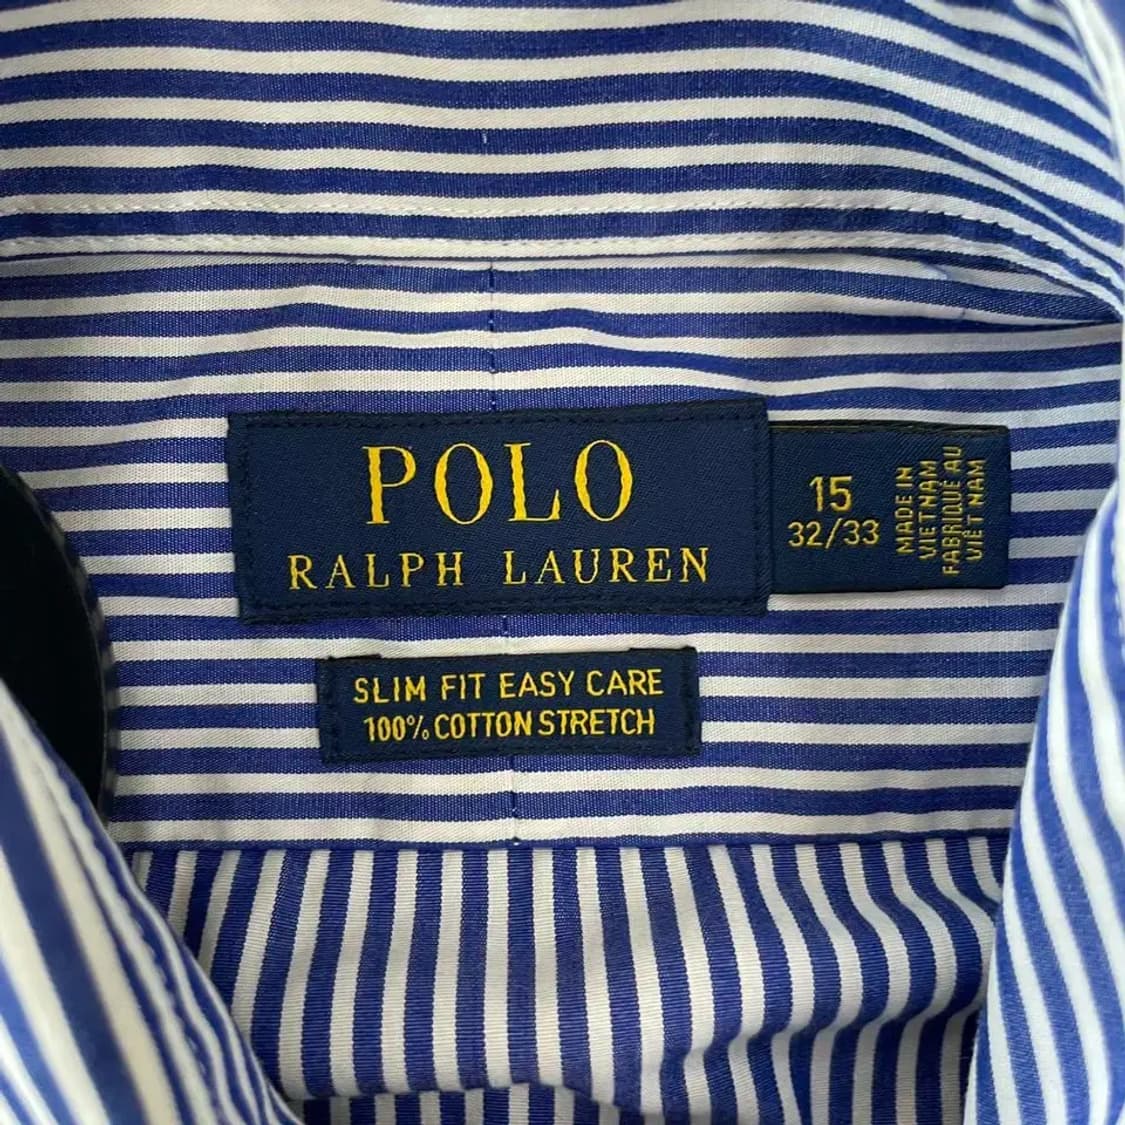 POLO
RALPH LAUREN
15
32/33
MADE IN
VIETNAM
FABRIQUÉ AU
VIÊT NAM
SLIM FIT EASY CARE
100% COTTON STRETCH